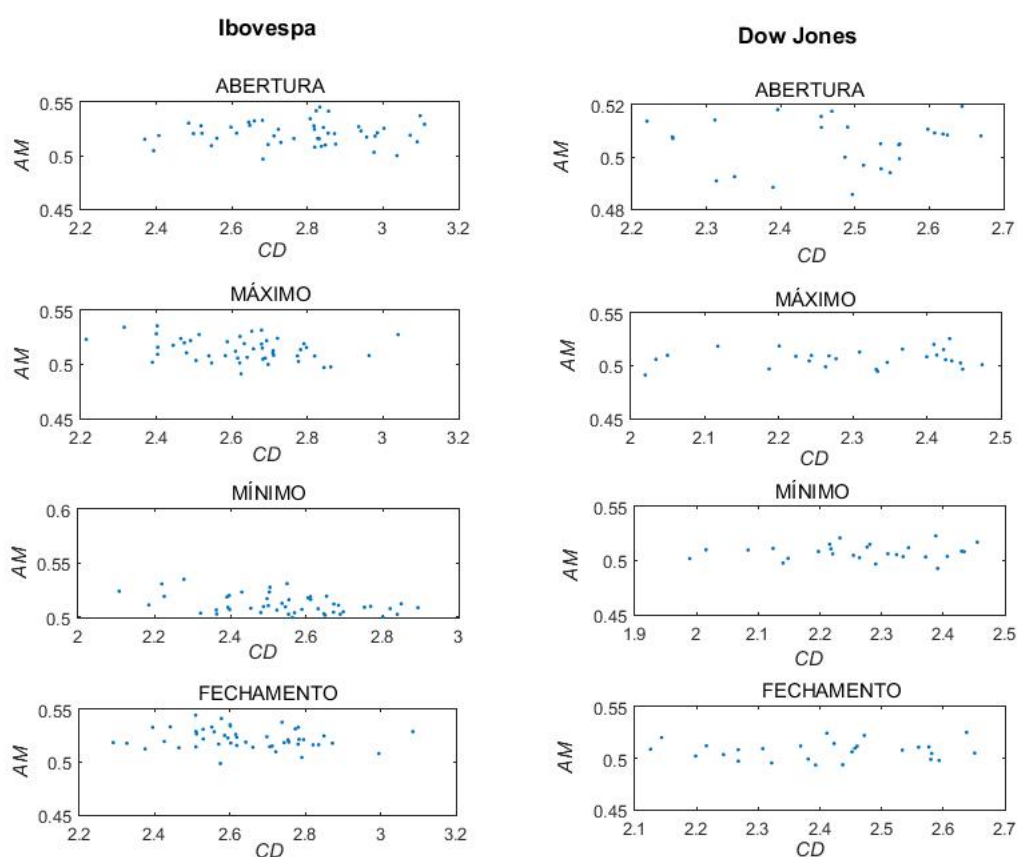 Ibovespa
ABERTURA
0.55
0.5
0.45
AM
2.2 2.4 2.6 2.8 3 3.2
CD
MÁXIMO
0.55
0.5
0.45
AM
2.2 2.4 2.6 2.8 3 3.2
CD
MÍNIMO
0.6
0.55
0.5
AM
2 2.2 2.4 2.6 2.8 3
CD
FECHAMENTO
0.55
0.5
0.45
AM
2.2 2.4 2.6 2.8 3 3.2
CD
Dow Jones
ABERTURA
0.52
0.5
0.48
AM
2.2 2.3 2.4 2.5 2.6 2.7
CD
MÁXIMO
0.55
0.5
0.45
AM
2 2.1 2.2 2.3 2.4 2.5
CD
MÍNIMO
0.55
0.5
0.45
AM
1.9 2 2.1 2.2 2.3 2.4 2.5
CD
FECHAMENTO
0.55
0.5
0.45
AM
2.1 2.2 2.3 2.4 2.5 2.6 2.7
CD